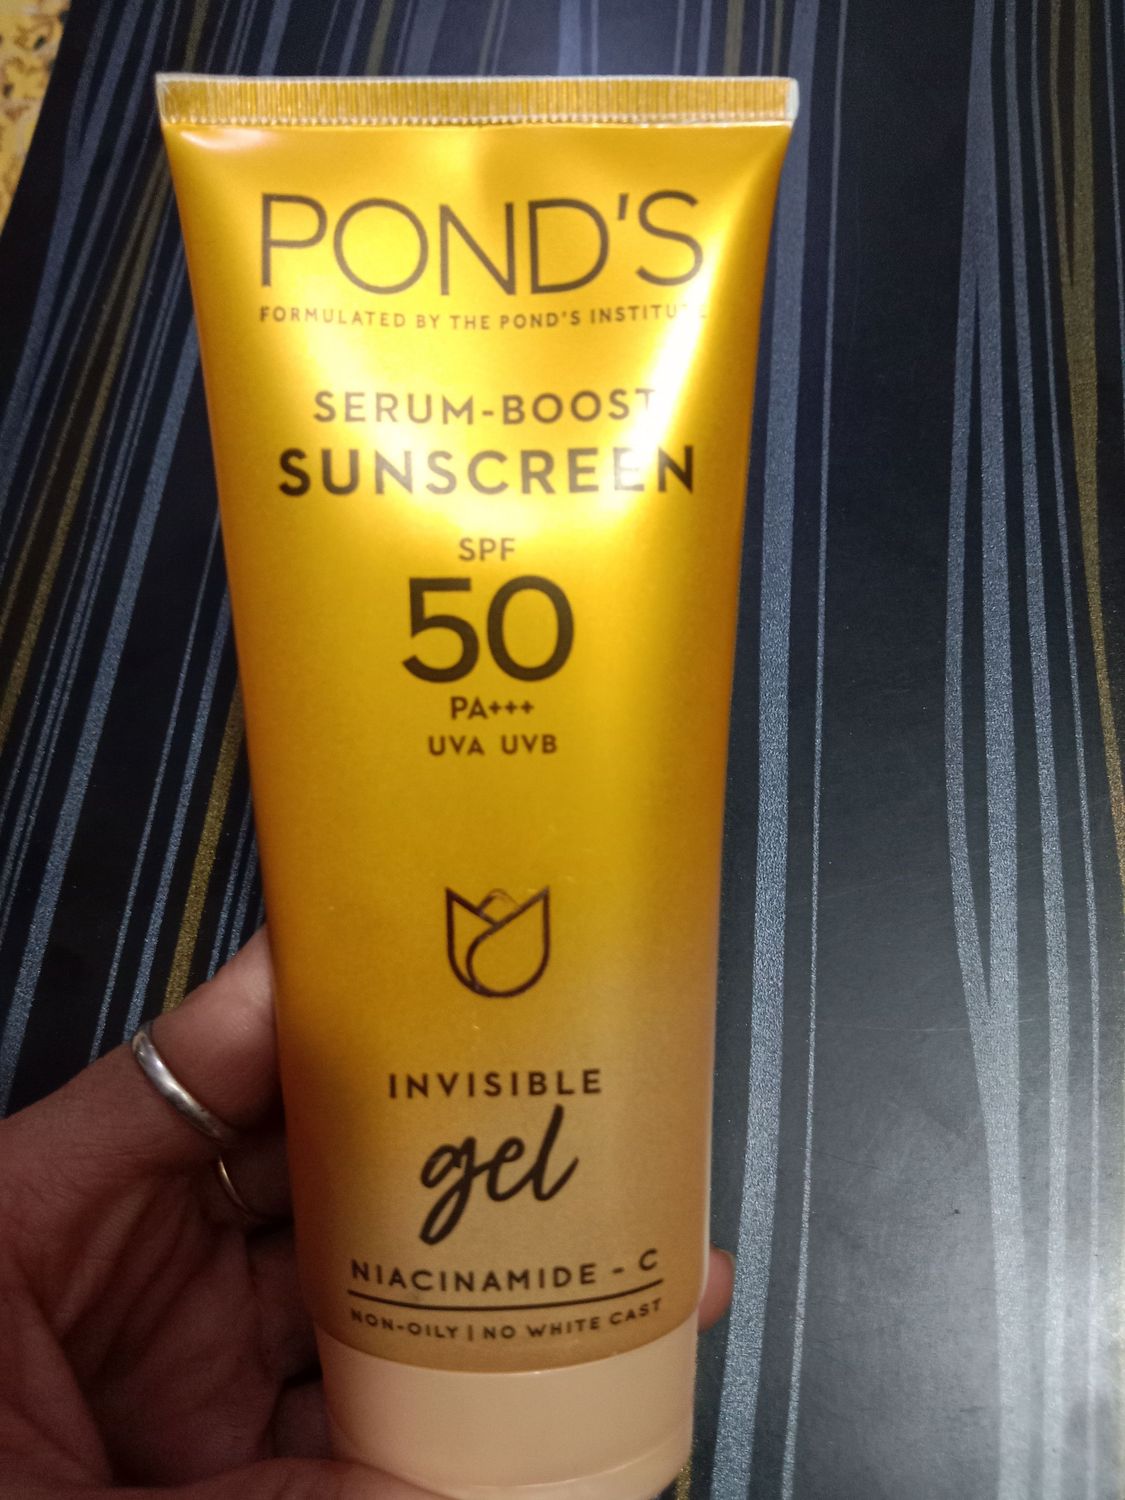 POND'S
FORMULATED BY THE POND'S INSTITUTE
SERUM-BOOST
SUNSCREEN
SPF
50
PA+++
UVA UVB
INVISIBLE
gel
NIACINAMIDE - C
NON-OILY | NO WHITE CAST